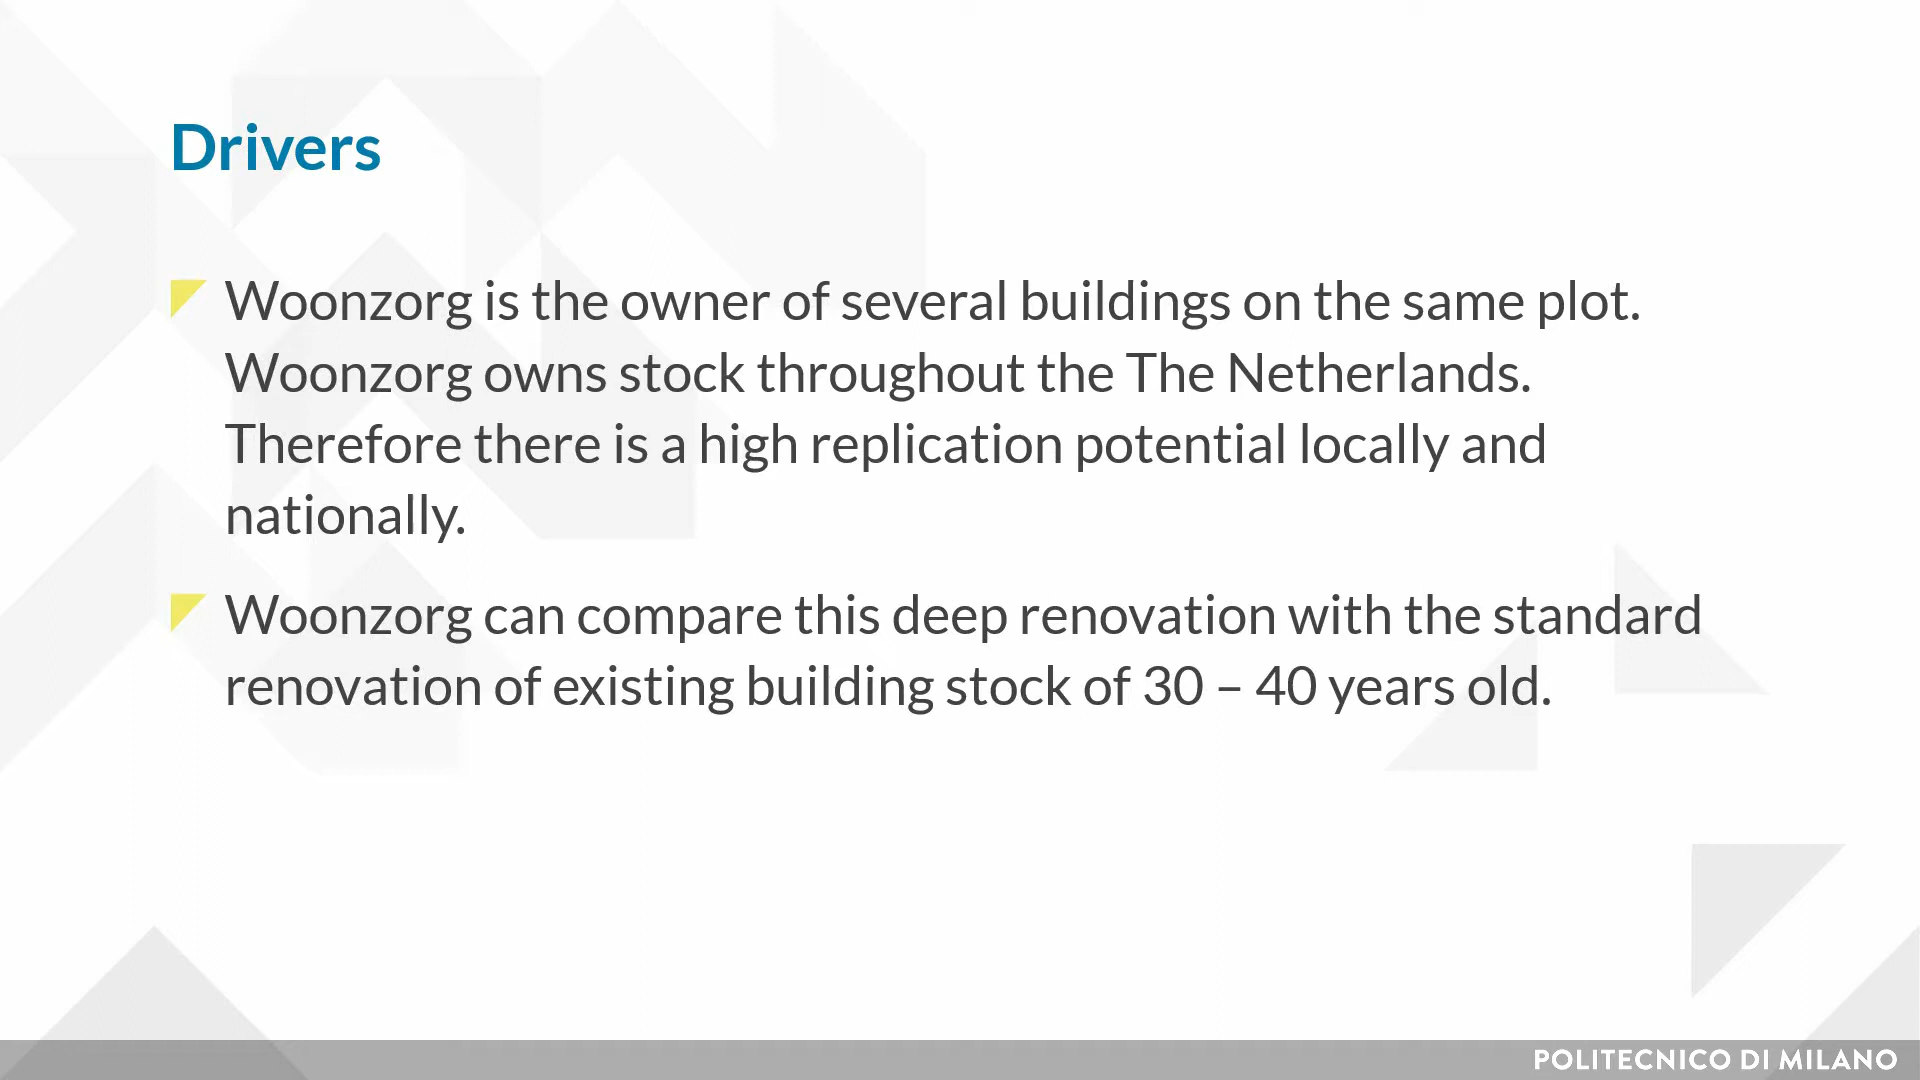 Drivers
Woonzorg is the owner of several buildings on the same plot.
Woonzorg owns stock throughout the The Netherlands.
Therefore there is a high replication potential locally and
nationally.
Woonzorg can compare this deep renovation with the standard
renovation of existing building stock of 30 – 40 years old.
POLITECNICO DI MILANO